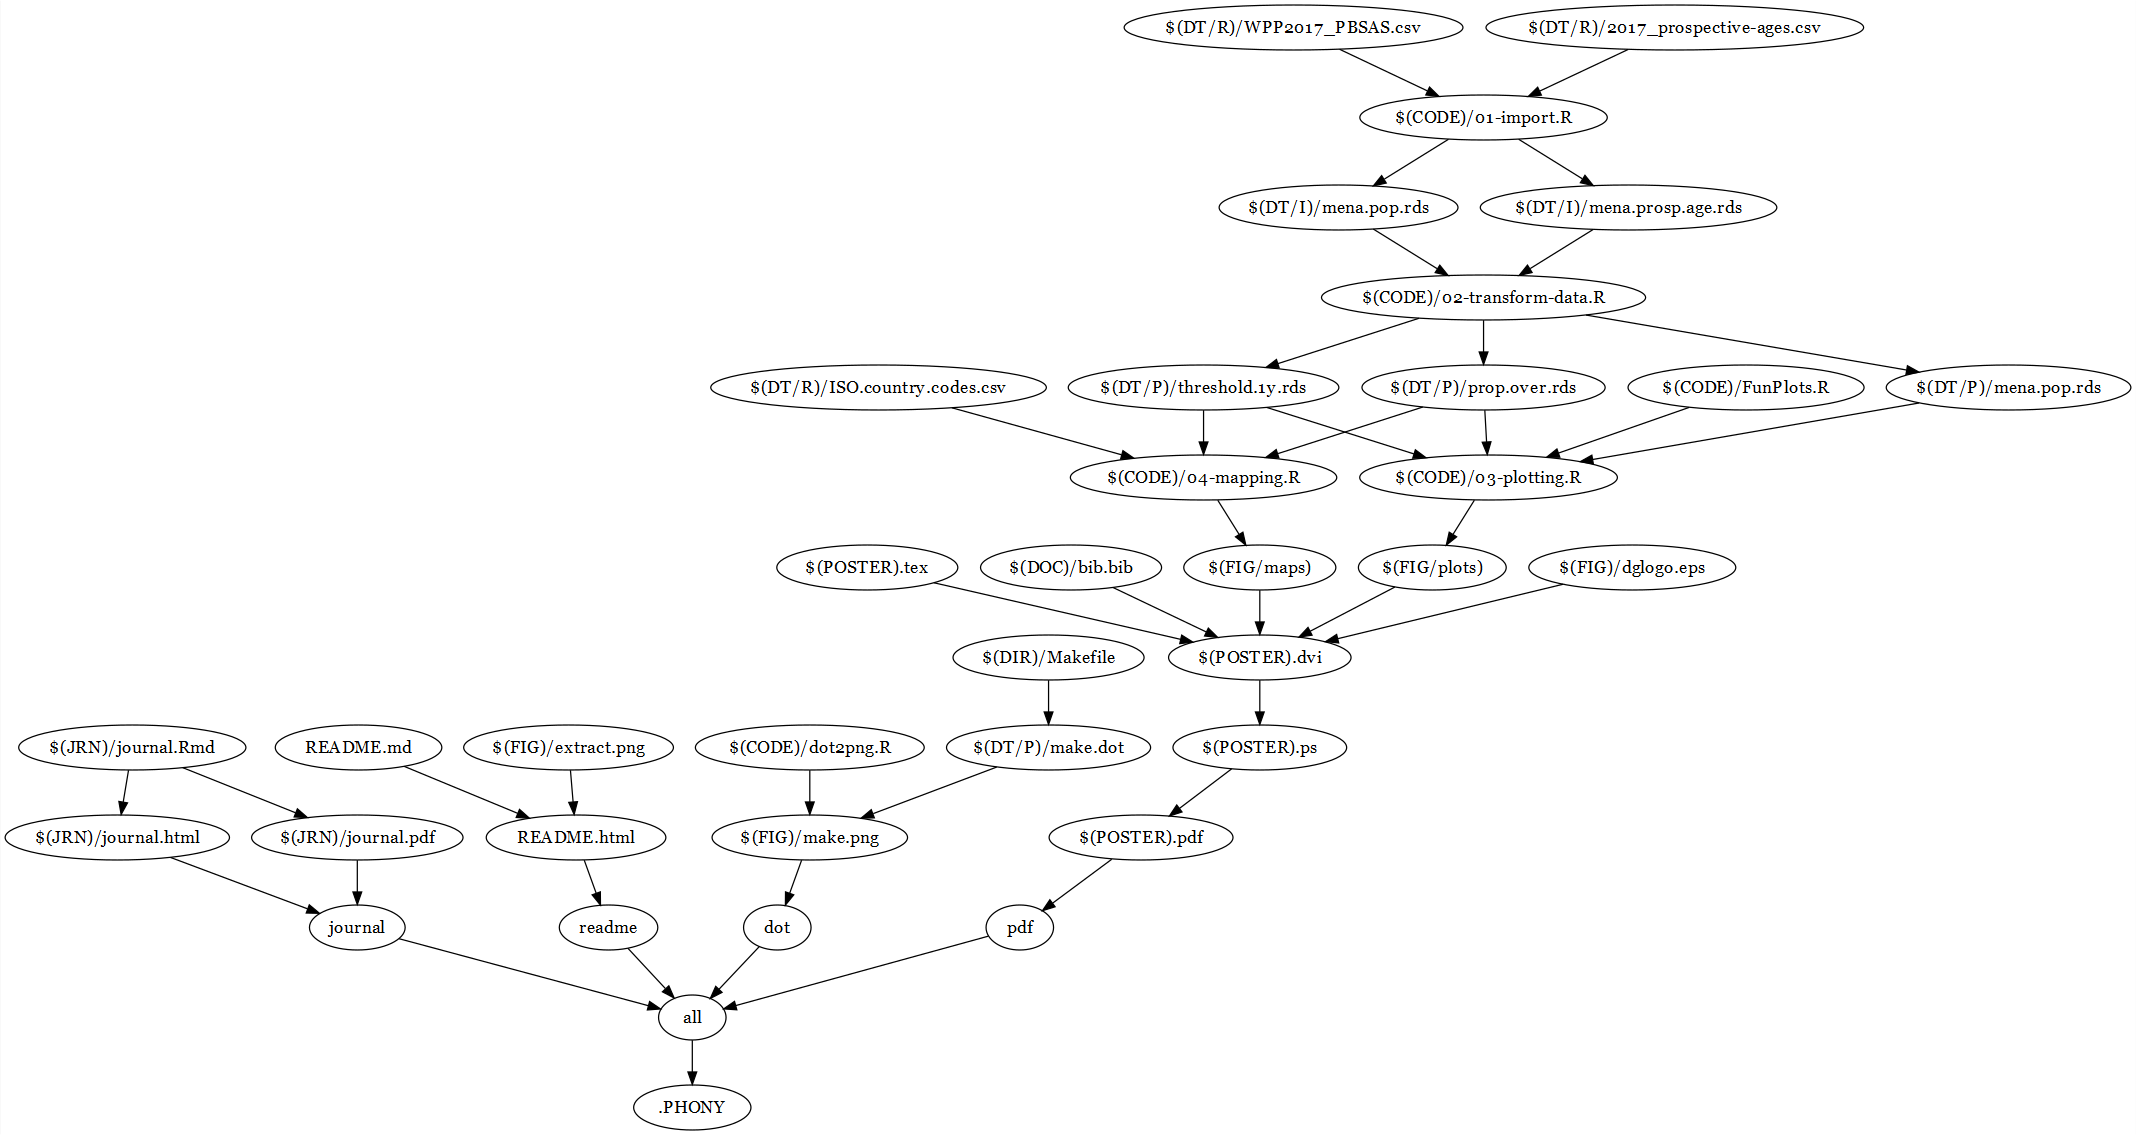 $(DT/R)/WPP2017_PBSAS.csv
$(DT/R)/2017_prospective-ages.csv
$(CODE)/01-import.R
$(DT/I)/mena.pop.rds
$(DT/I)/mena.prosp.age.rds
$(CODE)/02-transform-data.R
$(DT/R)/ISO.country.codes.csv
$(DT/P)/threshold.1y.rds
$(DT/P)/prop.over.rds
$(CODE)/FunPlots.R
$(DT/P)/mena.pop.rds
$(CODE)/04-mapping.R
$(CODE)/03-plotting.R
$(POSTER).tex
$(DOC)/bib.bib
$(FIG/maps)
$(FIG/plots)
$(FIG)/dglogo.eps
$(DIR)/Makefile
$(POSTER).dvi
$(JRN)/journal.Rmd
README.md
$(FIG)/extract.png
$(CODE)/dot2png.R
$(DT/P)/make.dot
$(POSTER).ps
$(JRN)/journal.html
$(JRN)/journal.pdf
README.html
$(FIG)/make.png
$(POSTER).pdf
journal
readme
dot
pdf
all
.PHONY